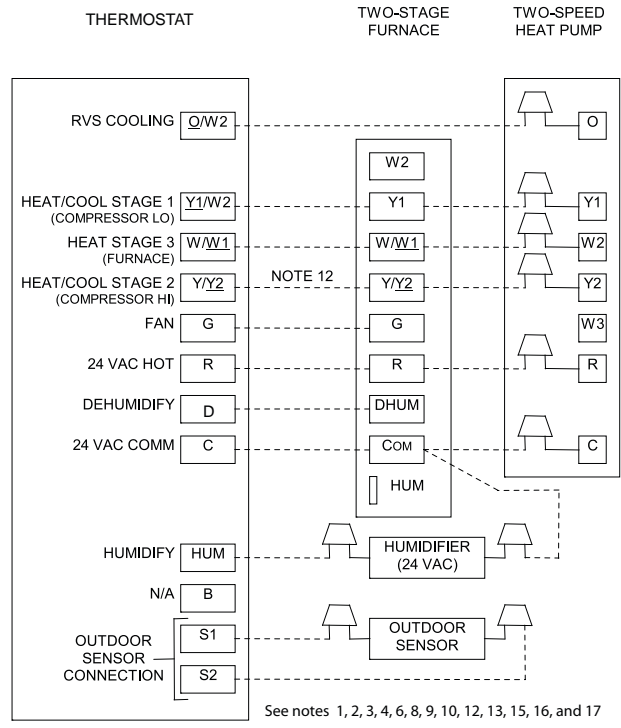 THERMOSTAT
TWO-STAGE
FURNACE
TWO-SPEED
HEAT PUMP
RVS COOLING O/W2 O
W2
HEAT/COOL STAGE 1 Y1/W2 Y1 Y1
(COMPRESSOR LO)
HEAT STAGE 3 W/W1 W/W1 W2
(FURNACE)
HEAT/COOL STAGE 2 Y/Y2 NOTE 12 Y/Y2 Y2
(COMPRESSOR HI)
FAN G G W3
24 VAC HOT R R R
DEHUMIDIFY D DHUM
24 VAC COMM C COM C
HUM
HUMIDIFY HUM HUMIDIFIER
(24 VAC)
N/A B
S1 OUTDOOR
SENSOR
OUTDOOR
SENSOR
CONNECTION S2
See notes 1, 2, 3, 4, 6, 8, 9, 10, 12, 13, 15, 16, and 17